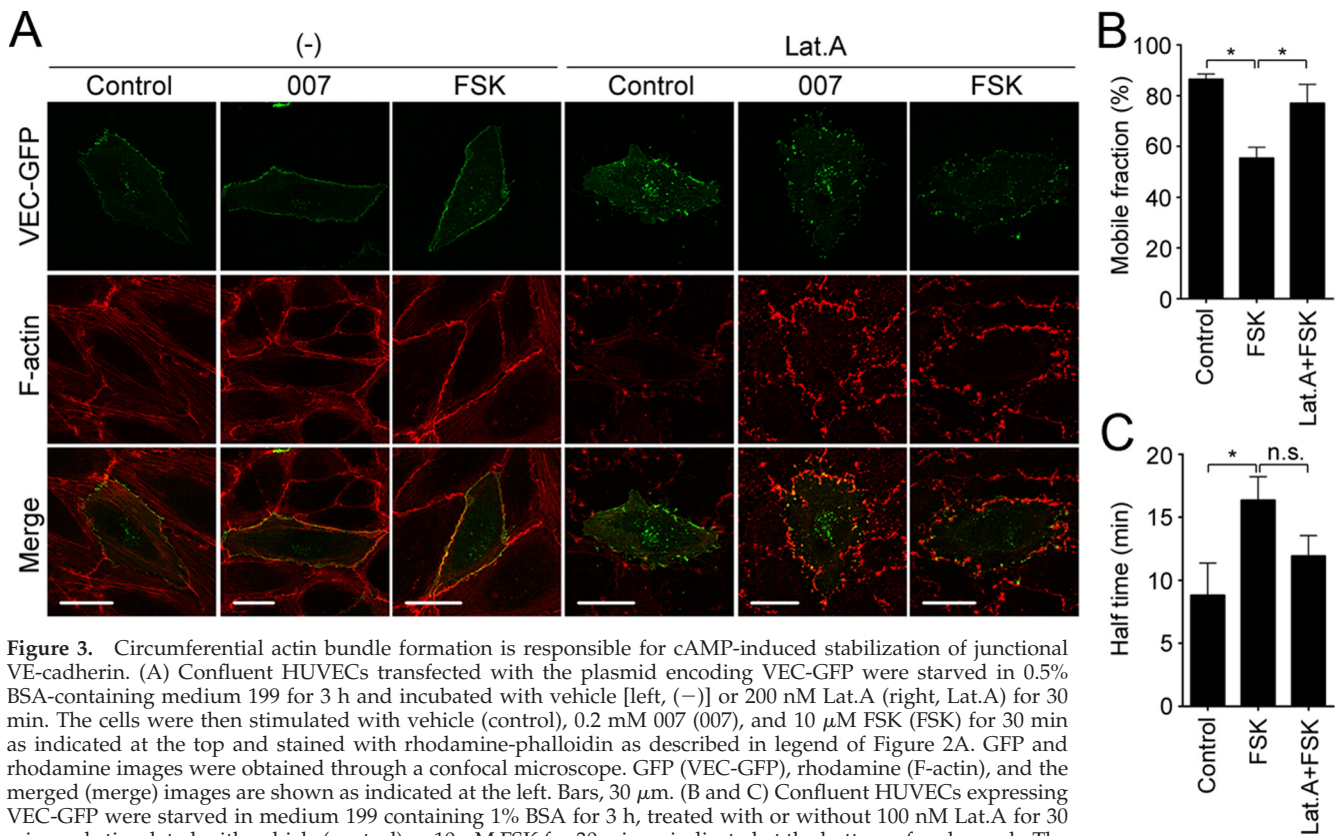 A
(-)
Lat.A
Control 007 FSK Control 007 FSK
VEC-GFP
F-actin
Merge
B
100
80
60
40
20
0
Mobile fraction (%)
* *
Control
FSK
Lat.A+FSK
C
20
15
10
5
0
Half time (min)
* n.s.
Control
FSK
Lat.A+FSK
Figure 3. Circumferential actin bundle formation is responsible for cAMP-induced stabilization of junctional
VE-cadherin. (A) Confluent HUVECs transfected with the plasmid encoding VEC-GFP were starved in 0.5%
BSA-containing medium 199 for 3 h and incubated with vehicle [left, (−)] or 200 nM Lat.A (right, Lat.A) for 30
min. The cells were then stimulated with vehicle (control), 0.2 mM 007 (007), and 10 μM FSK (FSK) for 30 min
as indicated at the top and stained with rhodamine-phalloidin as described in legend of Figure 2A. GFP and
rhodamine images were obtained through a confocal microscope. GFP (VEC-GFP), rhodamine (F-actin), and the
merged (merge) images are shown as indicated at the left. Bars, 30 μm. (B and C) Confluent HUVECs expressing
VEC-GFP were starved in medium 199 containing 1% BSA for 3 h, treated with or without 100 nM Lat.A for 30